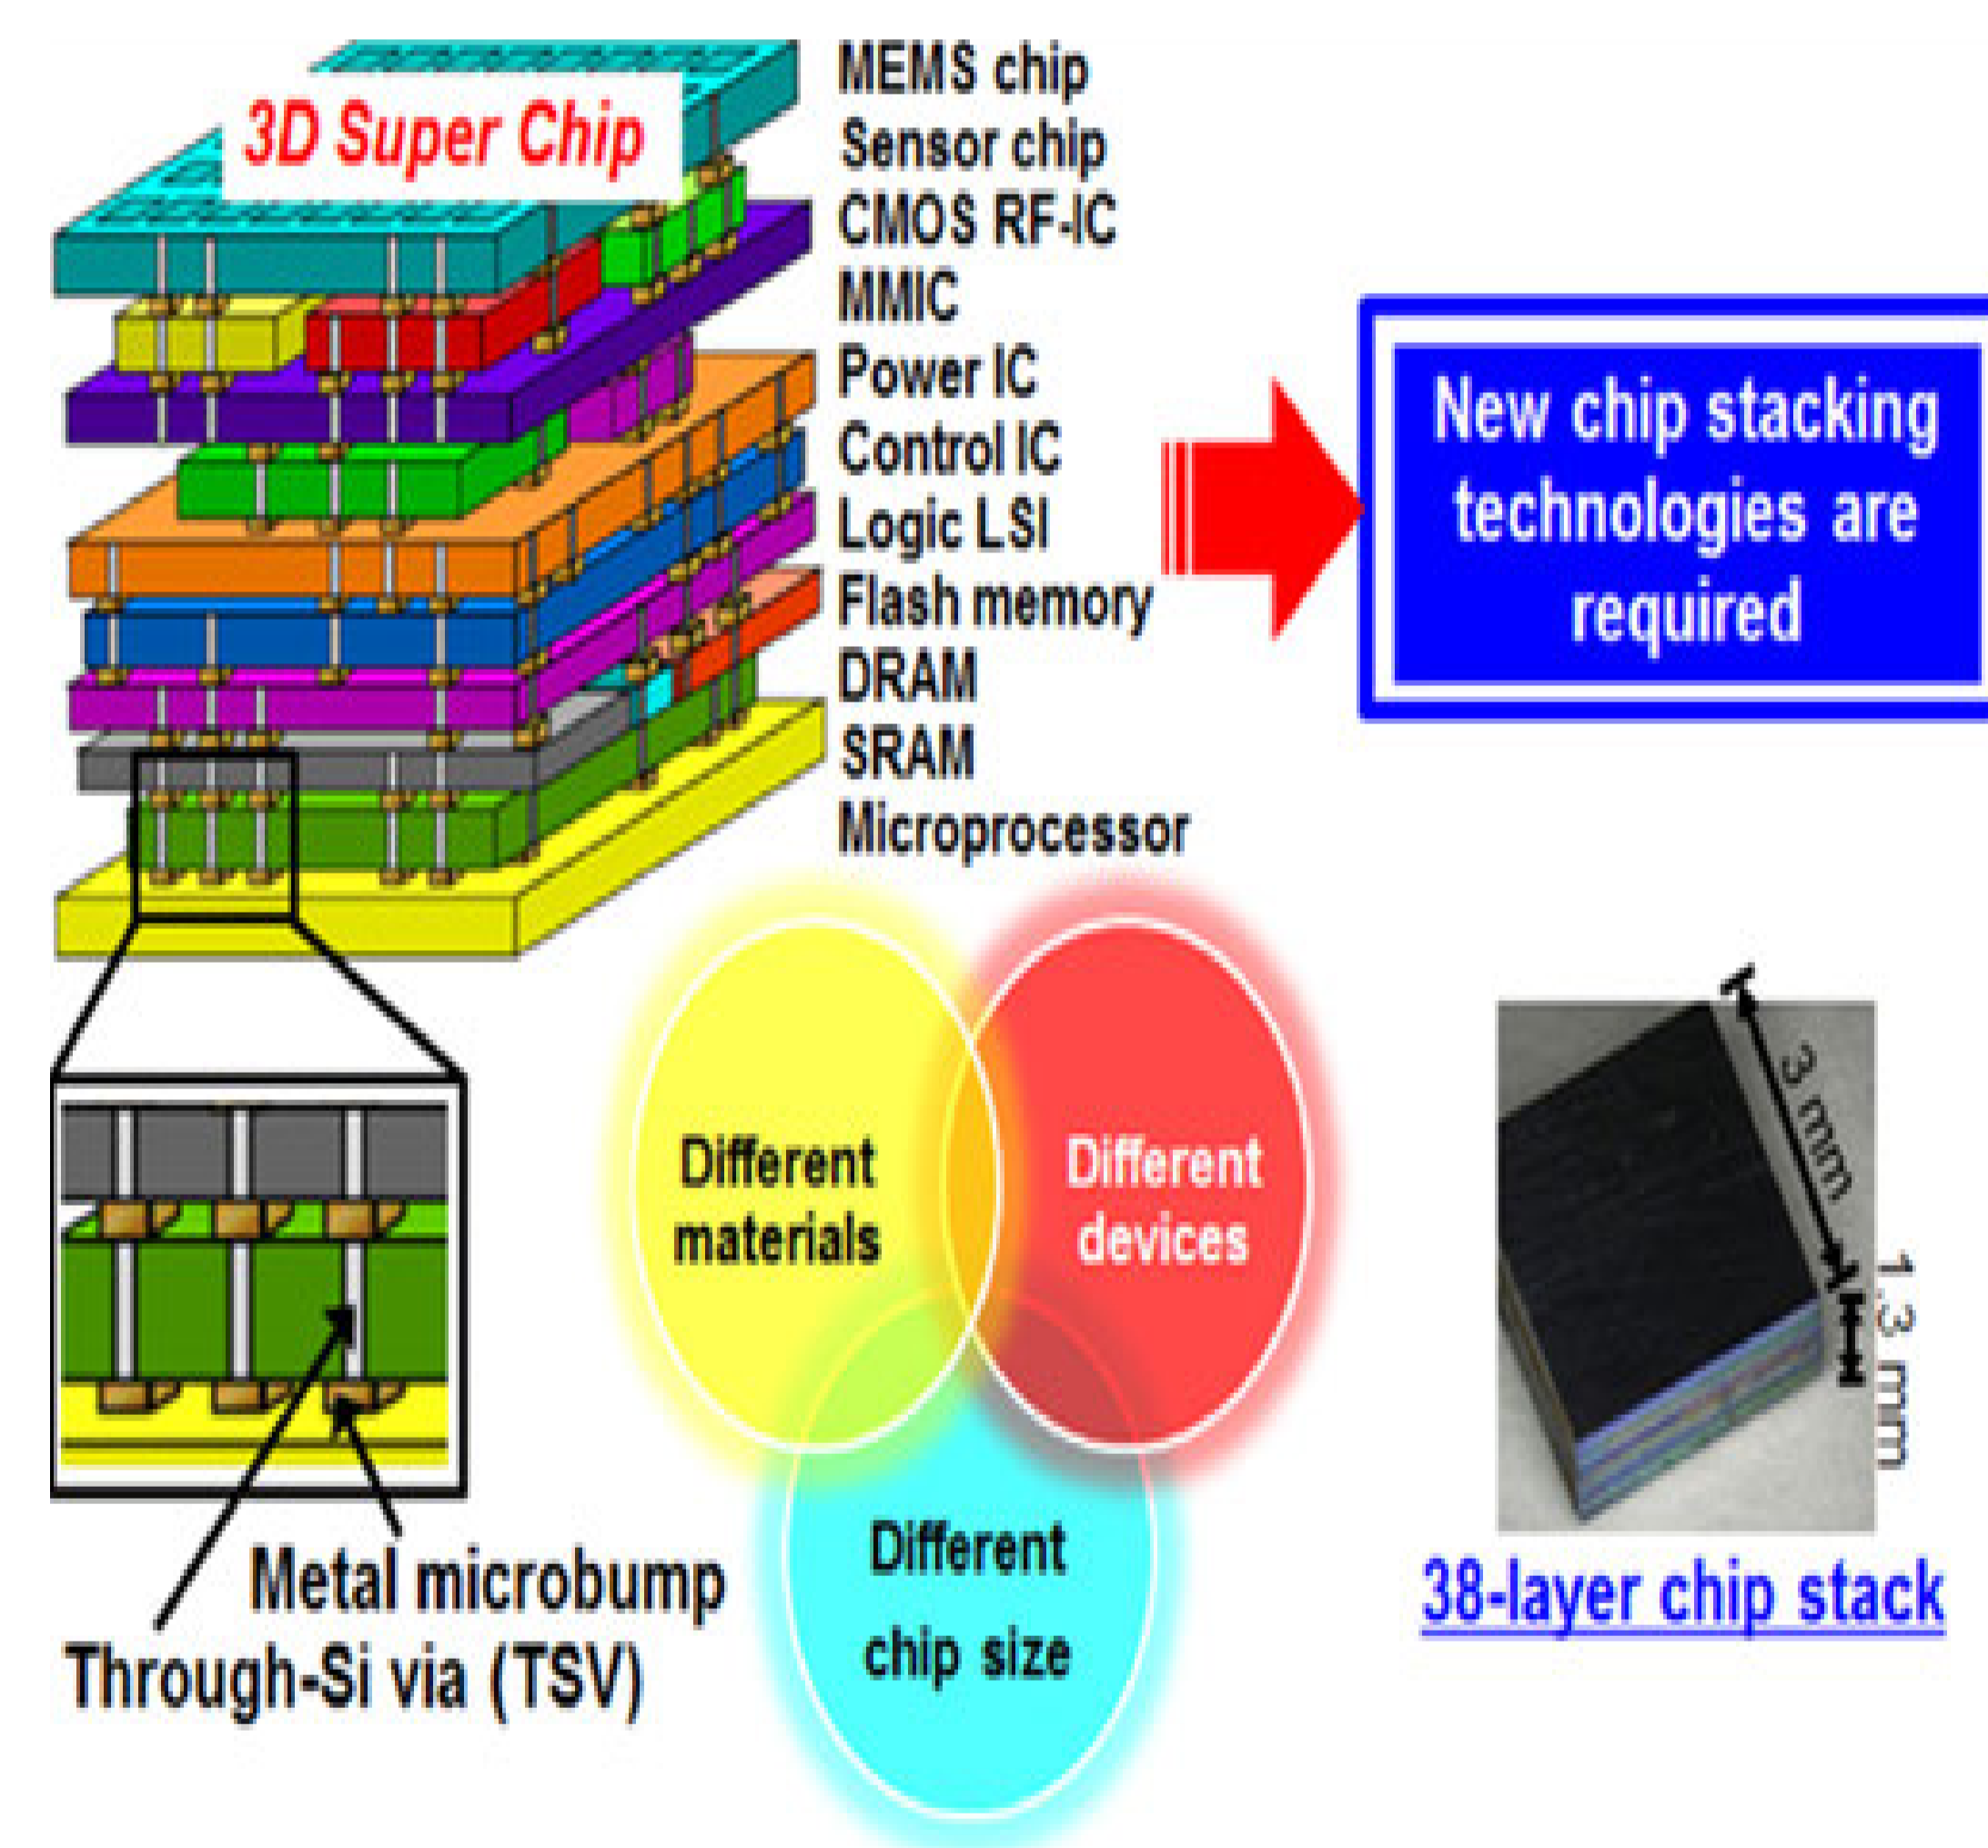 3D Super Chip
MEMS chip
Sensor chip
CMOS RF-IC
MMIC
Power IC
Control IC
Logic LSI
Flash memory
DRAM
SRAM
Microprocessor
New chip stacking
technologies are
required
Different
materials
Different
devices
Different
chip size
Metal microbump
Through-Si via (TSV)
3 mm
1.3 mm
38-layer chip stack